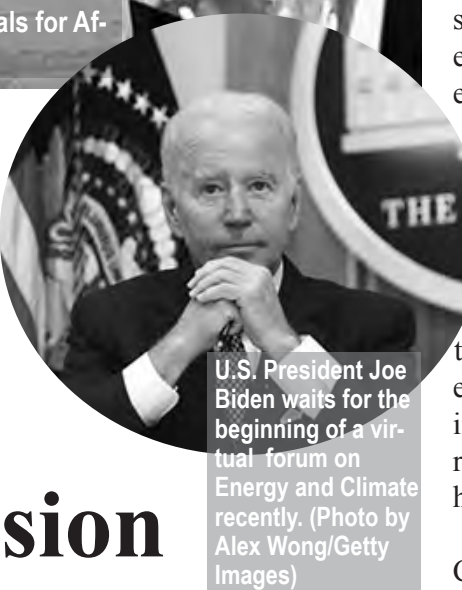 als for Af-
s
e
e
THE
U.S. President Joe
Biden waits for the
beginning of a vir-
tual forum on
Energy and Climate
recently. (Photo by
Alex Wong/Getty
Images)
t
e
i
r
h
sion
C